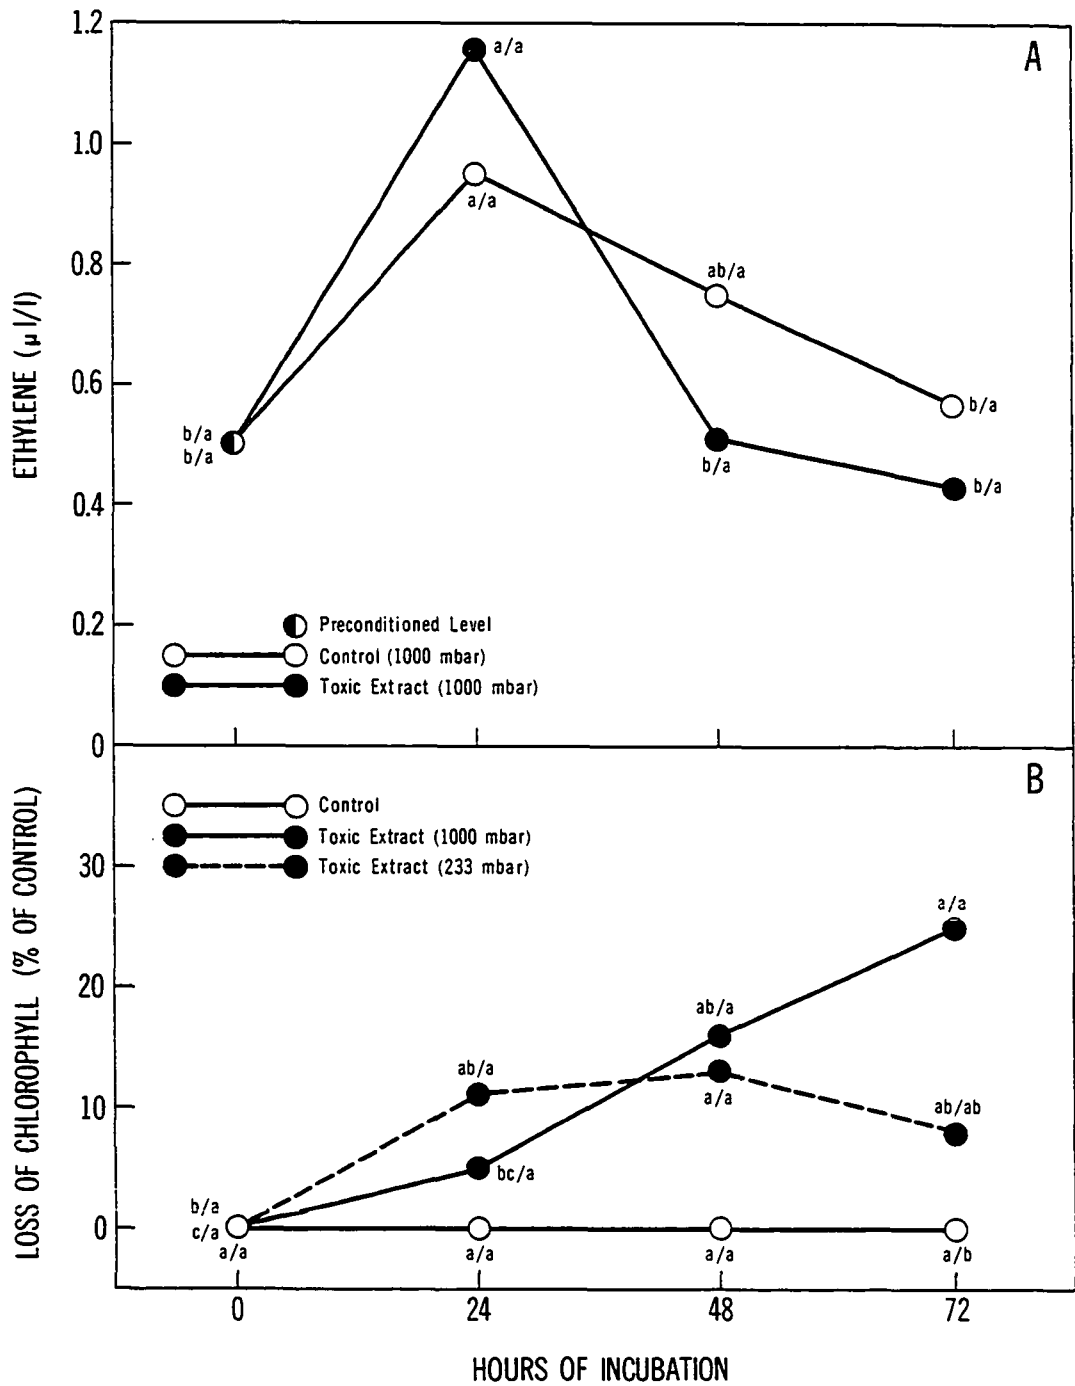 1.2
a/a
A
1.0
a/a
0.8
ab/a
ETHYLENE (µl/l)
0.6
b/a
b/a
b/a
b/a
b/a
0.4
0.2
Preconditioned Level
Control (1000 mbar)
Toxic Extract (1000 mbar)
0
B
Control
Toxic Extract (1000 mbar)
Toxic Extract (233 mbar)
LOSS OF CHLOROPHYLL (% OF CONTROL)
30
a/a
20
ab/a
ab/a
10
a/a
ab/ab
bc/a
b/a
0
c/a
a/a
a/a
a/a
a/b
0 24 48 72
HOURS OF INCUBATION